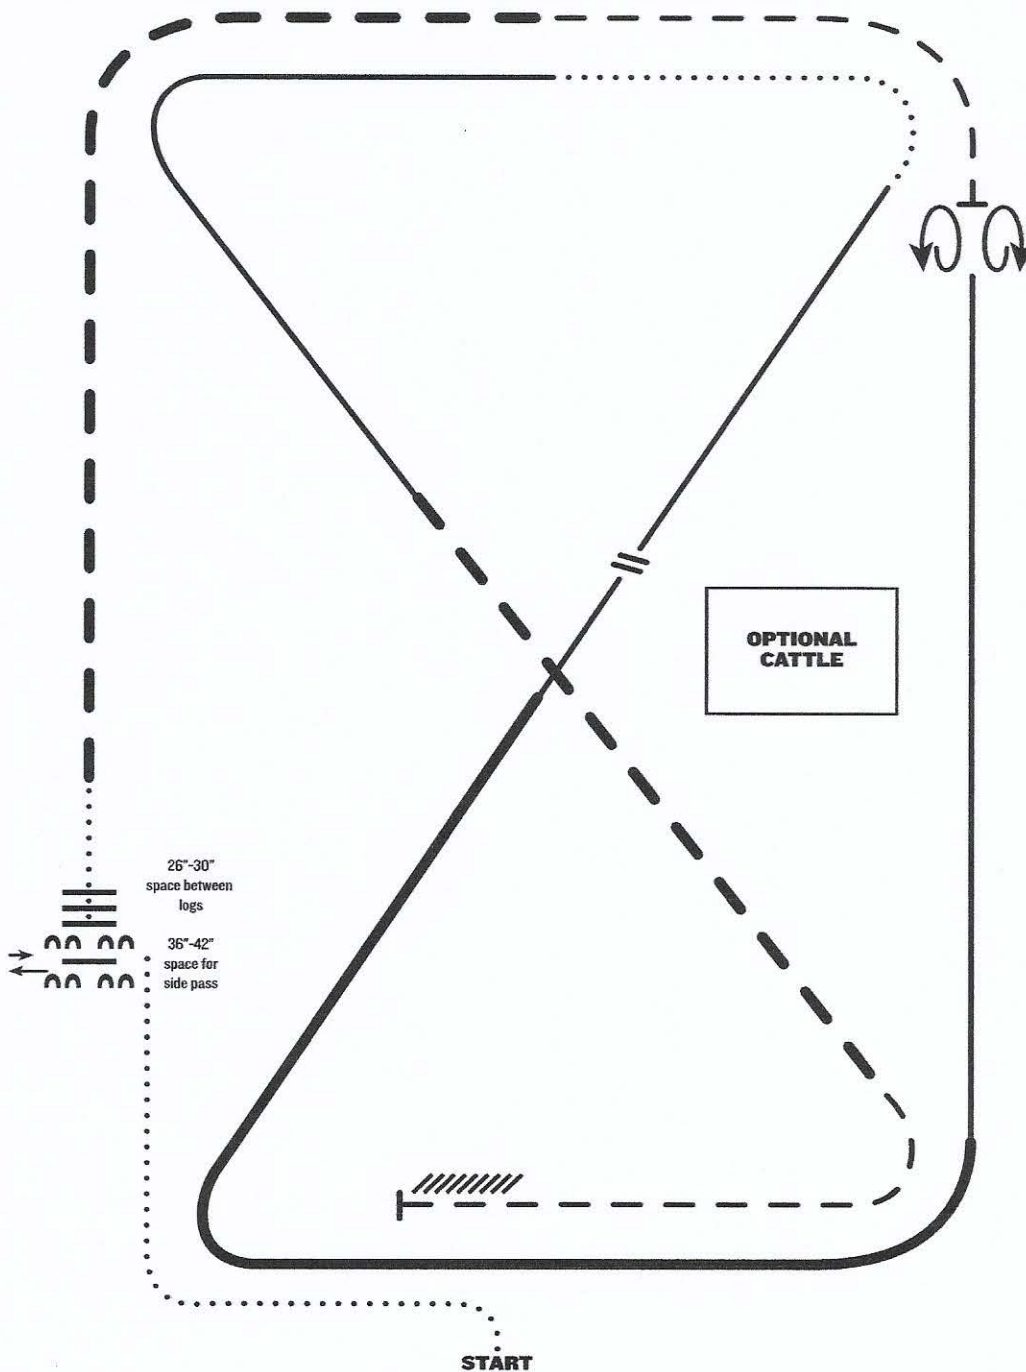 OPTIONAL
CATTLE
26"-30"
space between
logs
36"-42"
space for
side pass
START